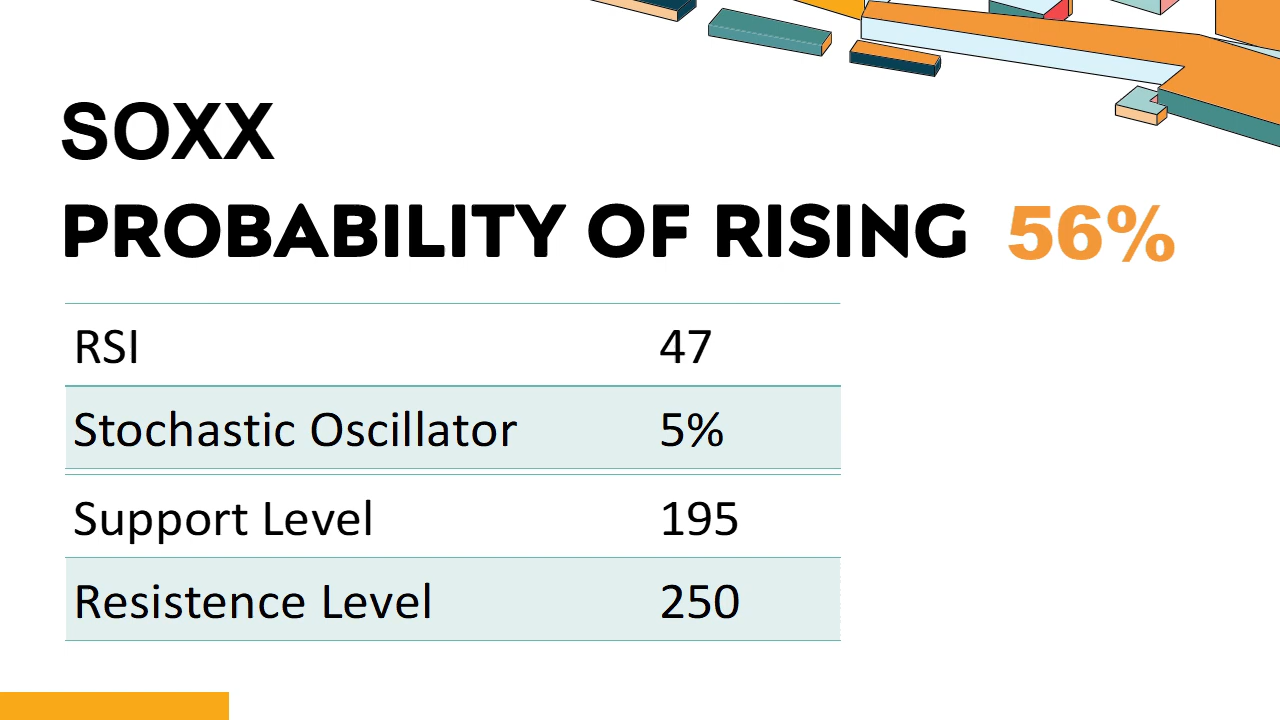 SOXX
PROBABILITY OF RISING 56%
RSI 47
Stochastic Oscillator 5%
Support Level 195
Resistence Level 250